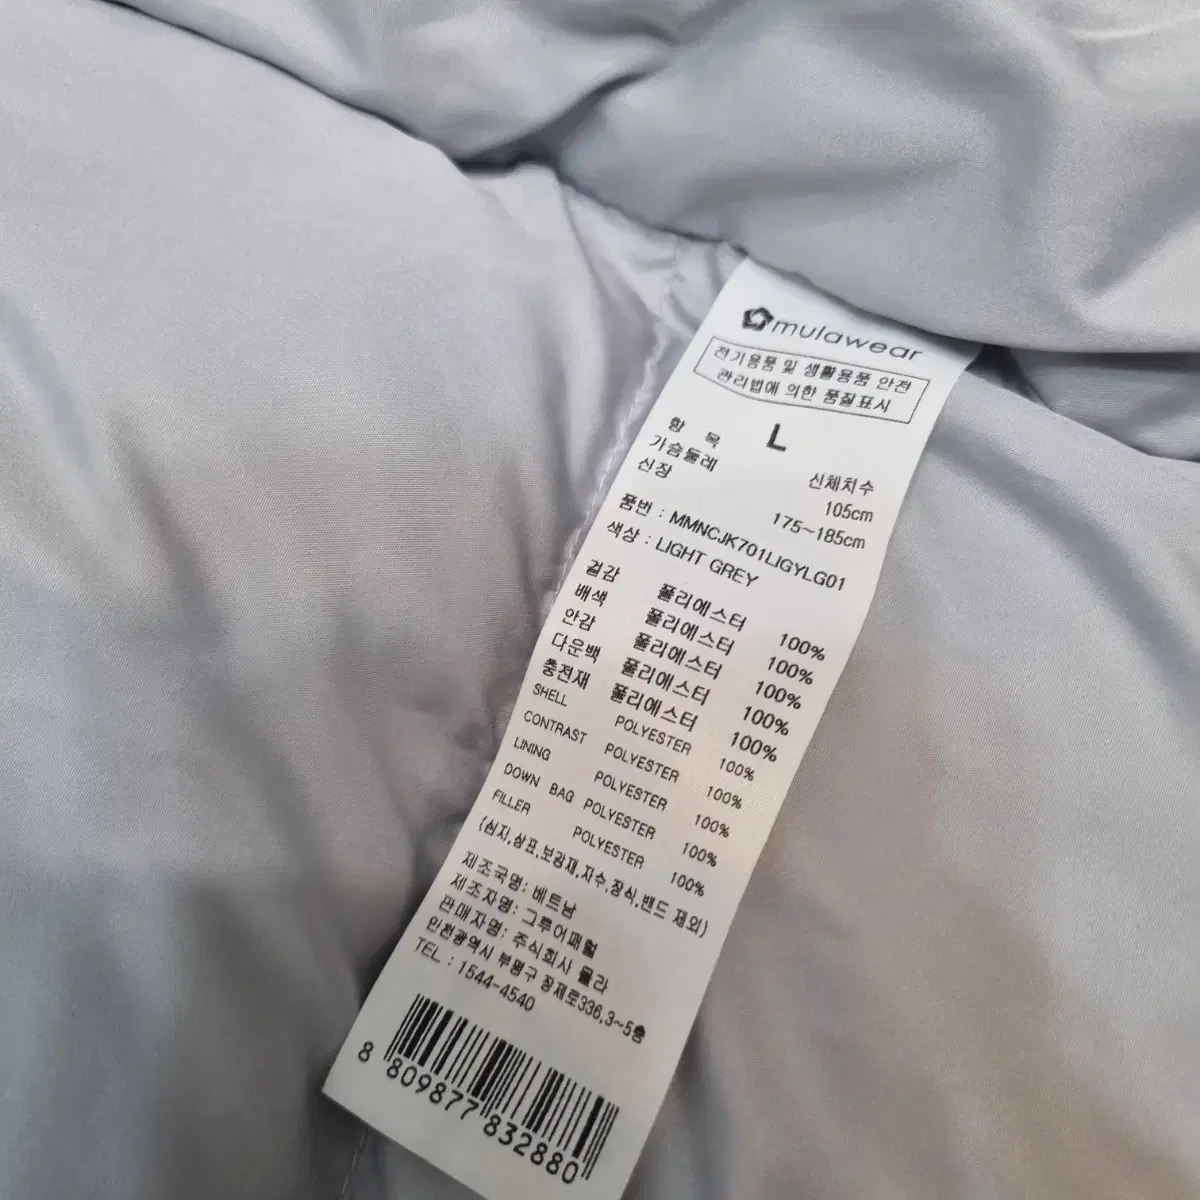 mulawear
전기용품 및 생활용품 안전
관리법에 의한 품질표시
L
항 목 신체치수
가슴둘레 105cm
신장 175~185cm
품번 : MMNCJK701LIGYLG01
색상 : LIGHT GREY
겉감 폴리에스터 100%
배색 폴리에스터 100%
안감 폴리에스터 100%
다운백 폴리에스터 100%
충전재 폴리에스터 100%
SHELL POLYESTER 100%
CONTRAST POLYESTER 100%
LINING POLYESTER 100%
DOWN BAG POLYESTER 100%
FILLER POLYESTER 100%
(심지,상표,보강재,자수,장식,밴드 제외)
제조국명: 베트남
제조자명: 그루어패럴
판매자명: 주식회사 뮬라
인천광역시 부평구 장제로336,3~5층
TEL : 1544-4540
8 809877 832880